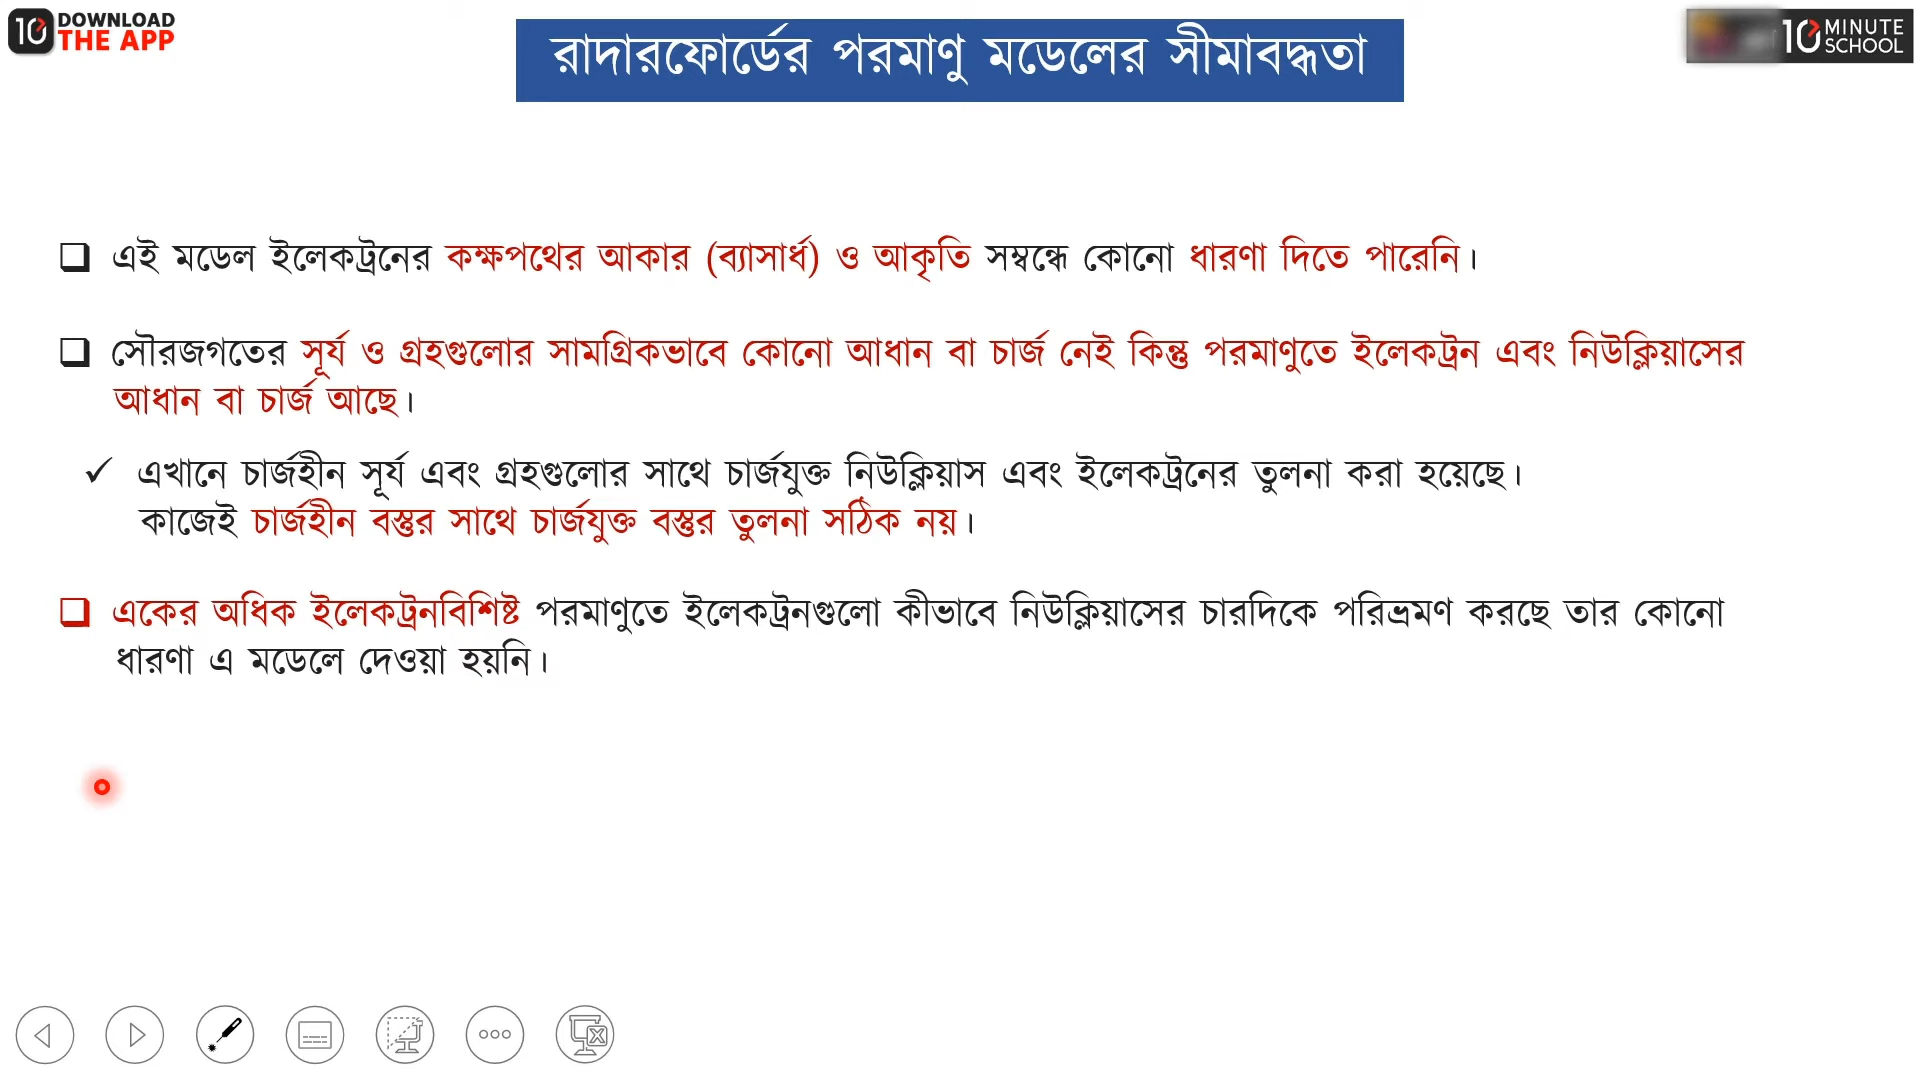 DOWNLOAD
THE APP
10 MINUTE
SCHOOL
রাদারফোর্ডের পরমাণু মডেলের সীমাবদ্ধতা
এই মডেল ইলেকট্রনের কক্ষপথের আকার (ব্যাসার্ধ) ও আকৃতি সম্বন্ধে কোনো ধারণা দিতে পারেনি।
সৌরজগতের সূর্য ও গ্রহগুলোর সামগ্রিকভাবে কোনো আধান বা চার্জ নেই কিন্তু পরমাণুতে ইলেকট্রন এবং নিউক্লিয়াসের
আধান বা চার্জ আছে।
এখানে চার্জহীন সূর্য এবং গ্রহগুলোর সাথে চার্জযুক্ত নিউক্লিয়াস এবং ইলেকট্রনের তুলনা করা হয়েছে।
কাজেই চার্জহীন বস্তুর সাথে চার্জযুক্ত বস্তুর তুলনা সঠিক নয়।
একের অধিক ইলেকট্রনবিশিষ্ট পরমাণুতে ইলেকট্রনগুলো কীভাবে নিউক্লিয়াসের চারদিকে পরিভ্রমণ করছে তার কোনো
ধারণা এ মডেলে দেওয়া হয়নি।